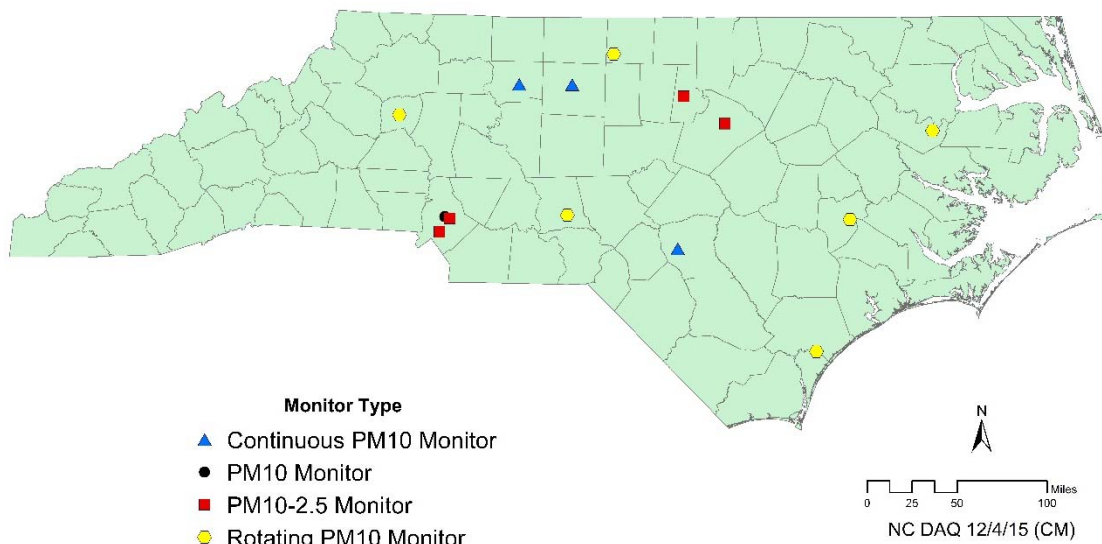 Monitor Type
Continuous PM10 Monitor
PM10 Monitor
PM10-2.5 Monitor
Rotating PM10 Monitor
N
0 25 50 100 Miles
NC DAQ 12/4/15 (CM)